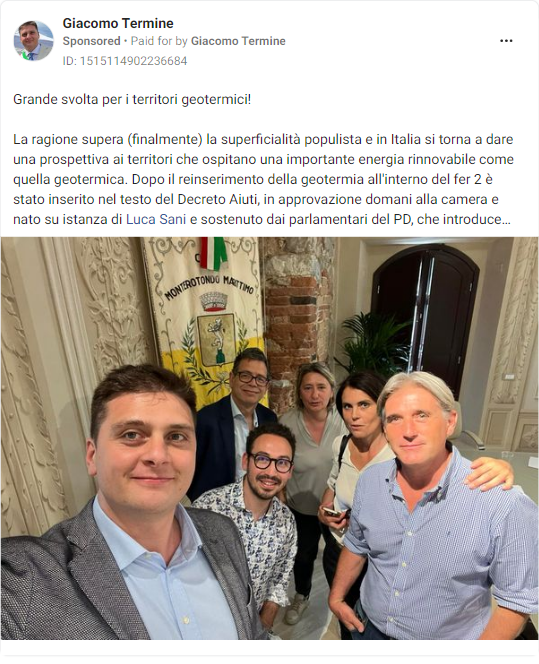 Giacomo Termine
Sponsored • Paid for by Giacomo Termine
ID: 1515114902236684
Grande svolta per i territori geotermici!
La ragione supera (finalmente) la superficialità populista e in Italia si torna a dare
una prospettiva ai territori che ospitano una importante energia rinnovabile come
quella geotermica. Dopo il reinserimento della geotermia all'interno del fer 2 è
stato inserito nel testo del Decreto Aiuti, in approvazione domani alla camera e
nato su istanza di Luca Sani e sostenuto dai parlamentari del PD, che introduce...
MONTEROTONDO MARITTIMO